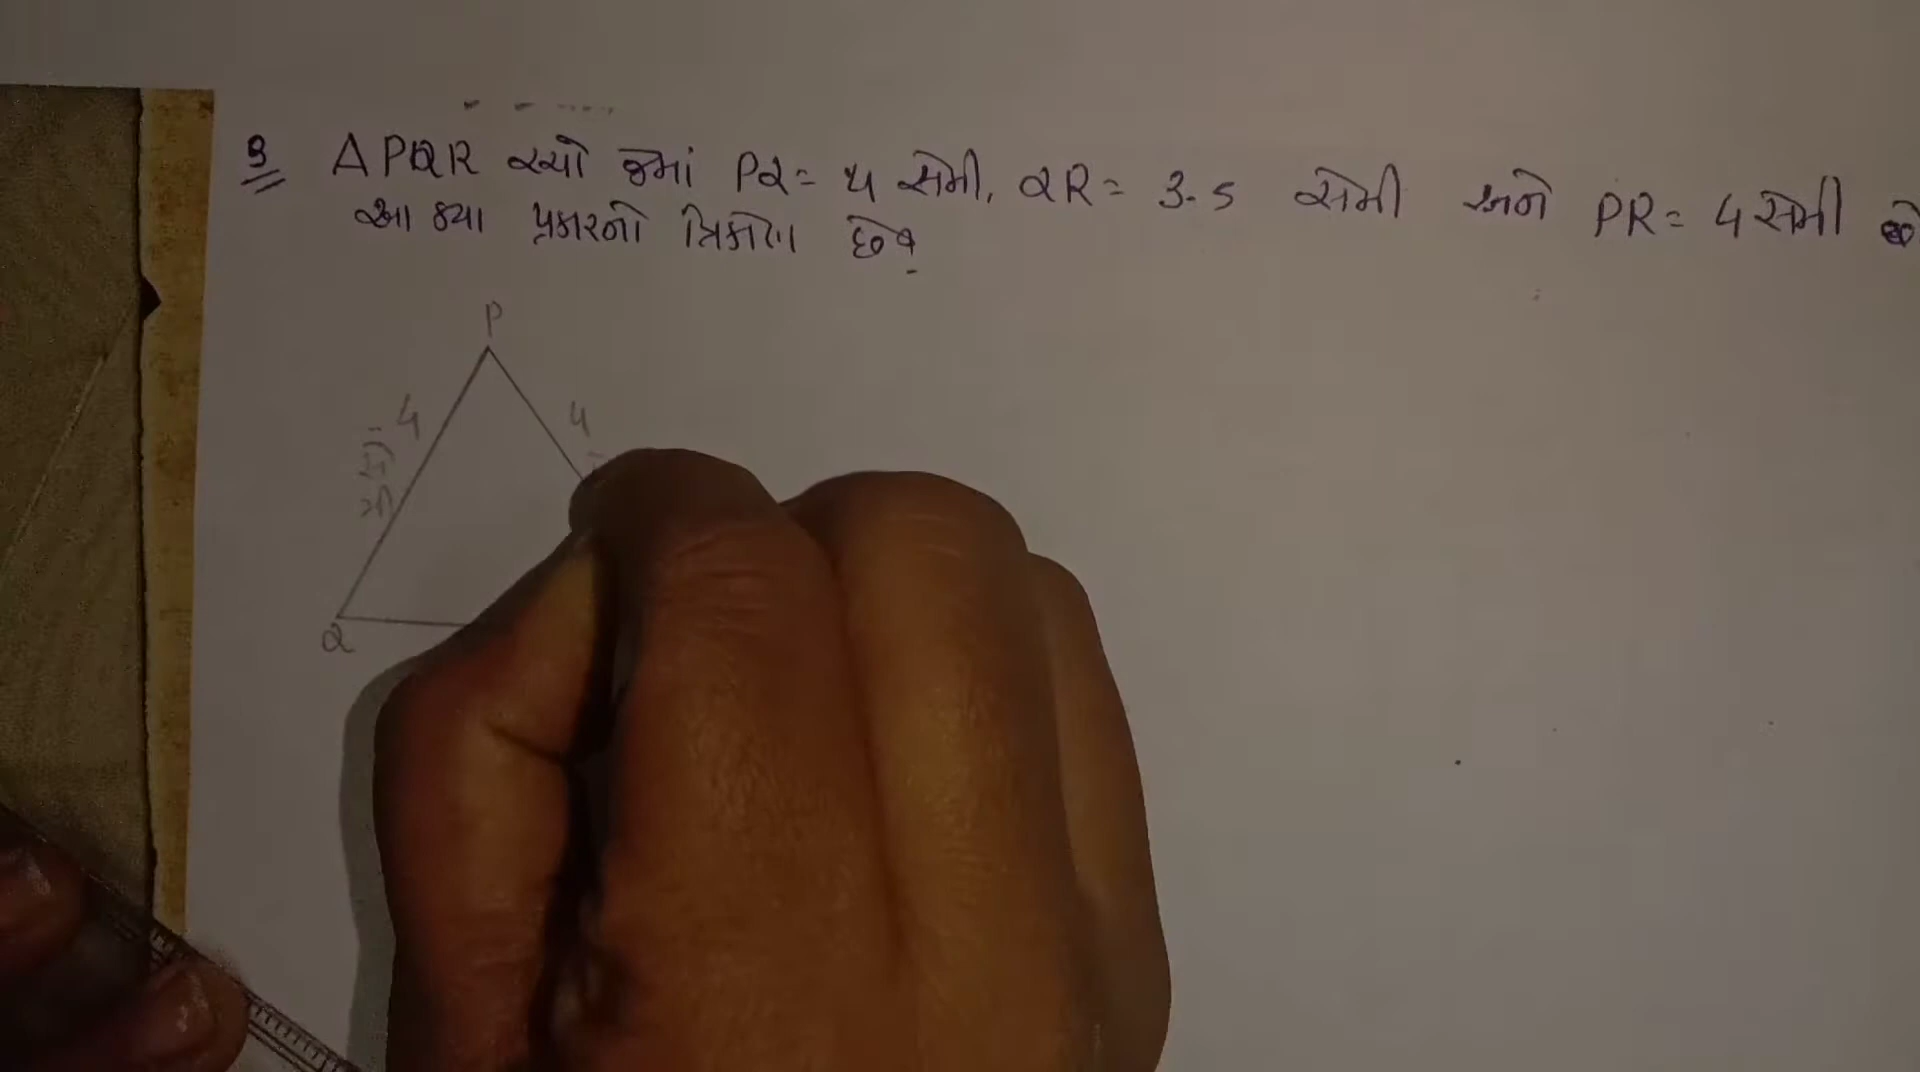 3 ΔPQR રચો જેમાં PQ = 4 સેમી, QR = 3.5 સેમી અને PR = 4 સેમી છે
આ ક્યા પ્રકારનો ત્રિકોણ છે?
P
4 4
સેમી
Q